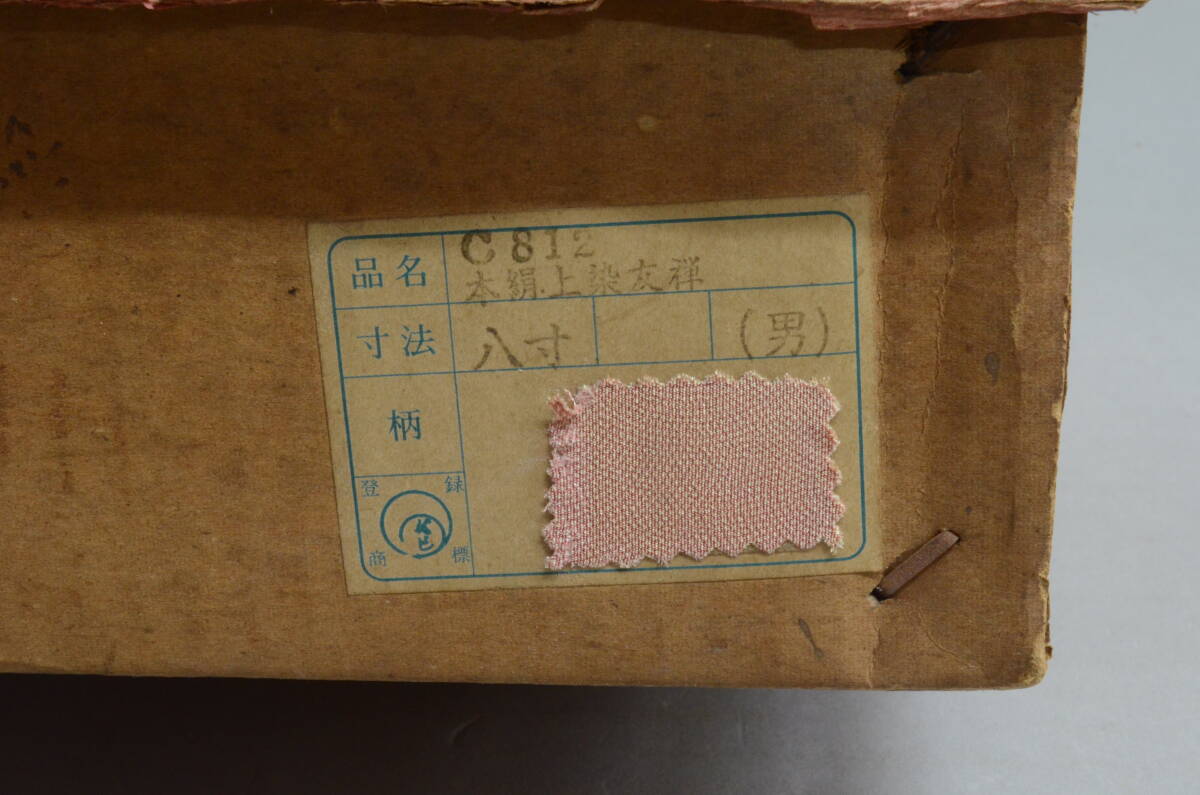 品名 C812
本絹上染友禅
寸法 八寸 (男)
柄
登録
商標